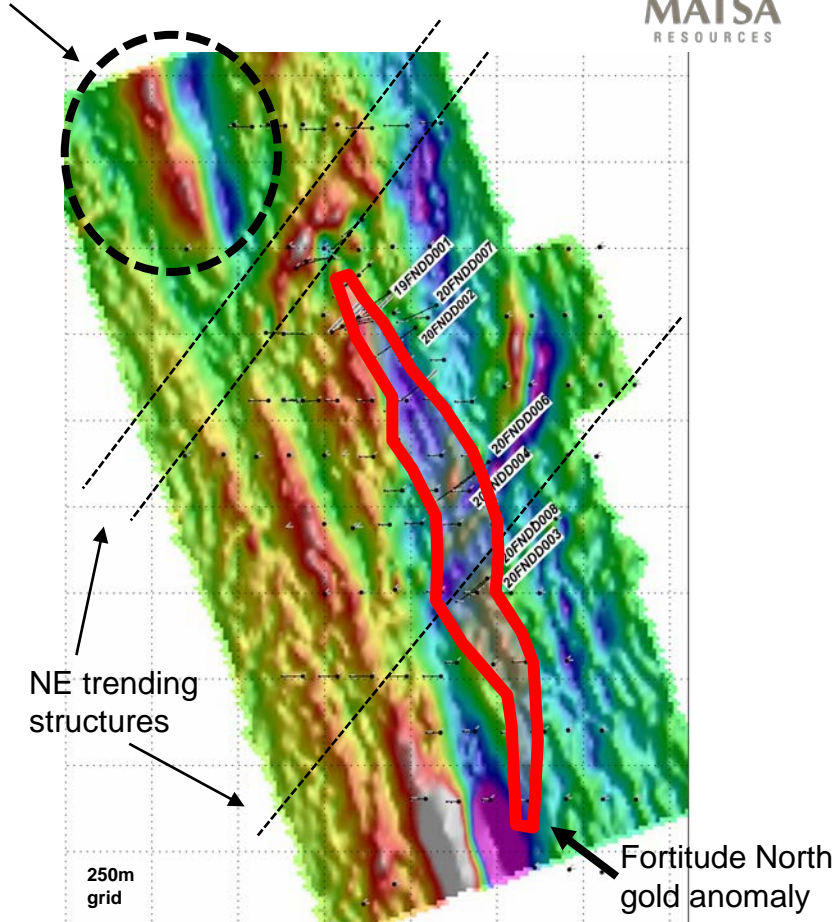 MATSA
RESOURCES
19FNDD001
20FNDD007
20FNDD002
20FNDD006
20FNDD004
20FNDD008
20FNDD003
NE trending
structures
250m
grid
Fortitude North
gold anomaly